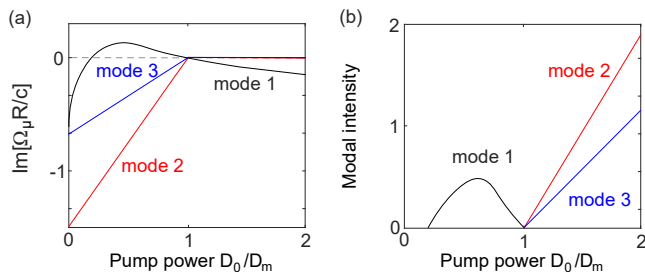 (a)
Im[Ω_μR/c]
0
-1
mode 3
mode 1
mode 2
0
1
2
Pump power D_0/D_m
(b)
Modal intensity
2
1
0
mode 2
mode 1
mode 3
0
1
2
Pump power D_0/D_m